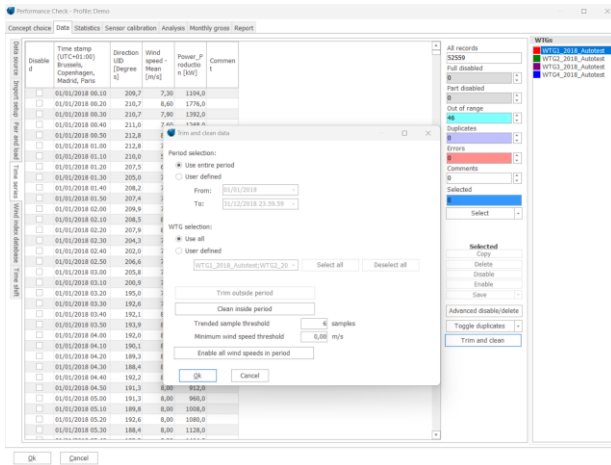 Performance Check - Profile: Demo
Concept choice Data Statistics Sensor calibration Analysis Monthly gross Report
Data source
Import setup
Pair and load
Time series
Wind index database
Time shift
Disable
d
Time stamp
[UTC+01:00]
Brussels,
Copenhagen,
Madrid, Paris
Direction
UID
[Degree
s]
Wind
speed -
Mean
[m/s]
Power_P
roductio
n [kW]
Commen
t
01/01/2018 00.10 209,7 7,30 1104,0
01/01/2018 00.20 210,7 8,60 1776,0
01/01/2018 00.30 210,7 7,90 1392,0
01/01/2018 00.40 211,0
01/01/2018 00.50 212,8
01/01/2018 01.00 212,8
01/01/2018 01.10 210,0
01/01/2018 01.20 207,5
01/01/2018 01.30 205,0
01/01/2018 01.40 208,2
01/01/2018 01.50 207,4
01/01/2018 02.00 209,9
01/01/2018 02.10 208,5
01/01/2018 02.20 207,9
01/01/2018 02.30 204,3
01/01/2018 02.40 202,0
01/01/2018 02.50 206,6
01/01/2018 03.00 205,8
01/01/2018 03.10 200,9
01/01/2018 03.20 195,0
01/01/2018 03.30 192,6
01/01/2018 03.40 192,1
01/01/2018 03.50 193,9
01/01/2018 04.00 192,0
01/01/2018 04.10 190,1
01/01/2018 04.20 189,3
01/01/2018 04.30 188,4
01/01/2018 04.40 192,2
01/01/2018 04.50 191,3 8,00 912,0
01/01/2018 05.00 191,3 8,00 960,0
01/01/2018 05.10 189,8 8,00 1008,0
01/01/2018 05.20 192,6 8,00 1080,0
01/01/2018 05.30 188,4 8,00 1128,0
Trim and clean data
Period selection:
Use entire period
User defined
From: 01/01/2018
To: 31/12/2018 23.59.59
WTG selection:
Use all
User defined
WTG1_2018_Autotest;WTG2_20 Select all Deselect all
Trim outside period
Clean inside period
Trended sample threshold 6 samples
Minimum wind speed threshold 0,00 m/s
Enable all wind speeds in period
Ok Cancel
All records
52559
Full disabled
0
Part disabled
0
Out of range
46
Duplicates
0
Errors
0
Comments
0
Selected
0
Select
Selected
Copy
Delete
Disable
Enable
Save
Advanced disable/delete
Toggle duplicates
Trim and clean
WTGs
WTG1_2018_Autotest
WTG2_2018_Autotest
WTG3_2018_Autotest
WTG4_2018_Autotest
Ok Cancel